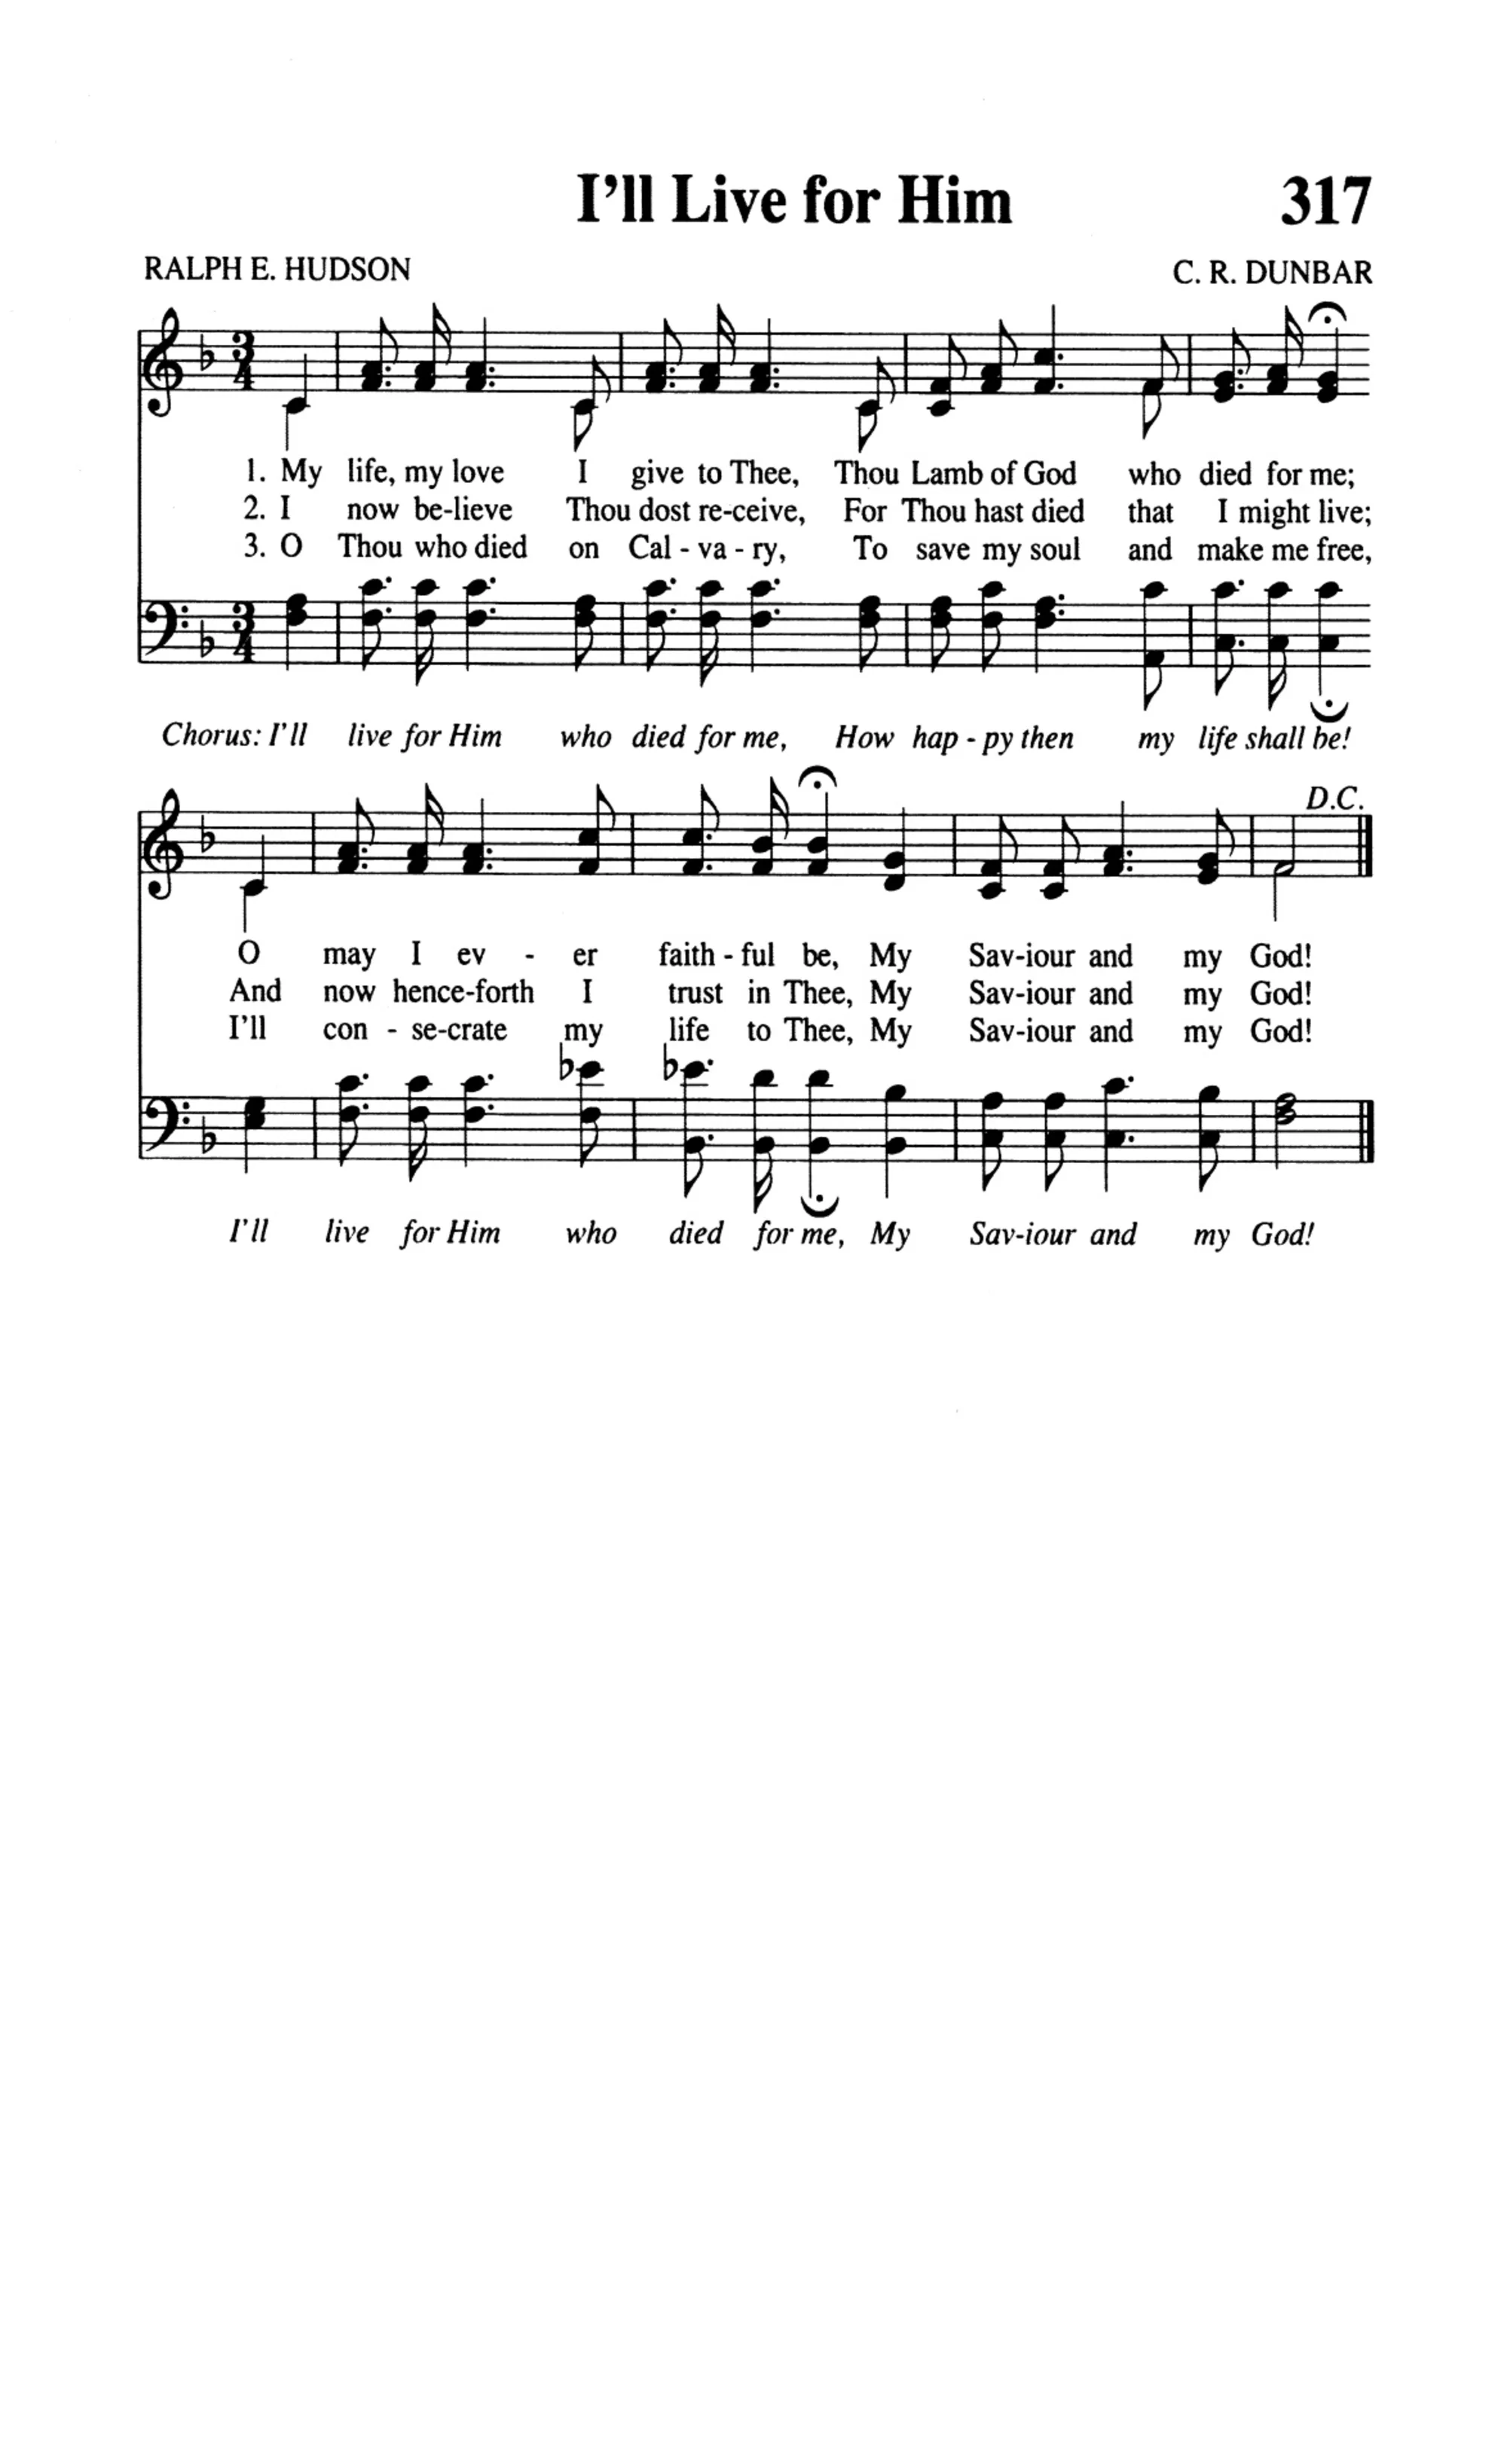 I'll Live for Him 317
RALPH E. HUDSON C. R. DUNBAR
1. My life, my love I give to Thee, Thou Lamb of God who died for me;
2. I now be-lieve Thou dost re-ceive, For Thou hast died that I might live;
3. O Thou who died on Cal - va - ry, To save my soul and make me free,
Chorus: I'll live for Him who died for me, How hap - py then my life shall be!
D.C.
O may I ev - er faith - ful be, My Sav-iour and my God!
And now hence-forth I trust in Thee, My Sav-iour and my God!
I'll con - se-crate my life to Thee, My Sav-iour and my God!
I'll live for Him who died for me, My Sav-iour and my God!